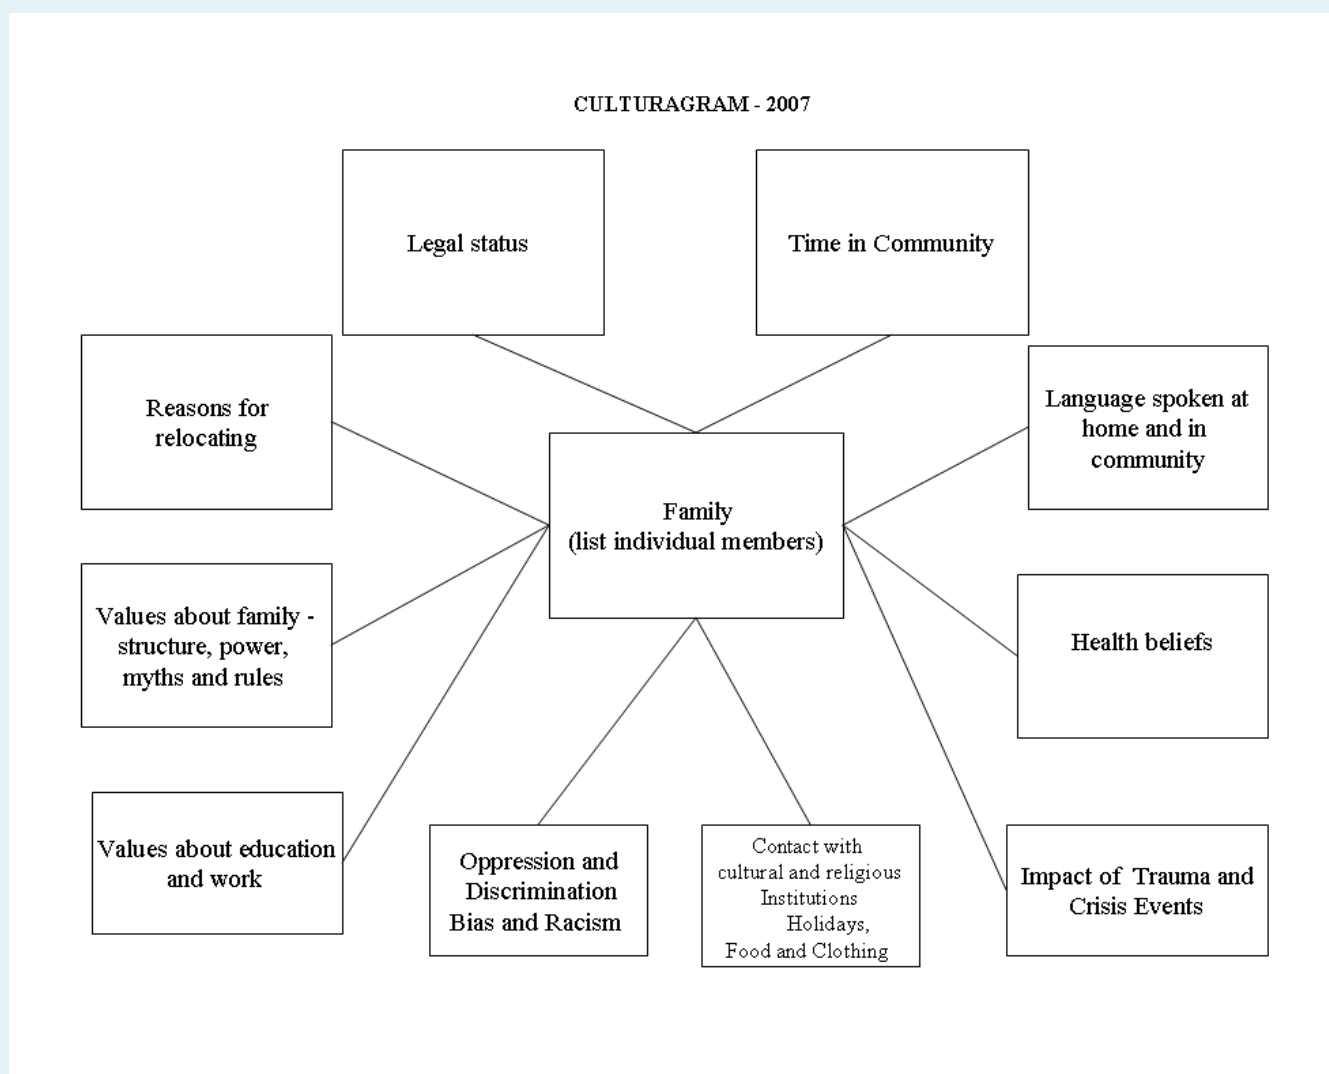 CULTURAGRAM - 2007
Legal status
Time in Community
Reasons for
relocating
Language spoken at
home and in
community
Family
(list individual members)
Values about family -
structure, power,
myths and rules
Health beliefs
Values about education
and work
Oppression and
Discrimination
Bias and Racism
Contact with
cultural and religious
Institutions
Holidays,
Food and Clothing
Impact of Trauma and
Crisis Events